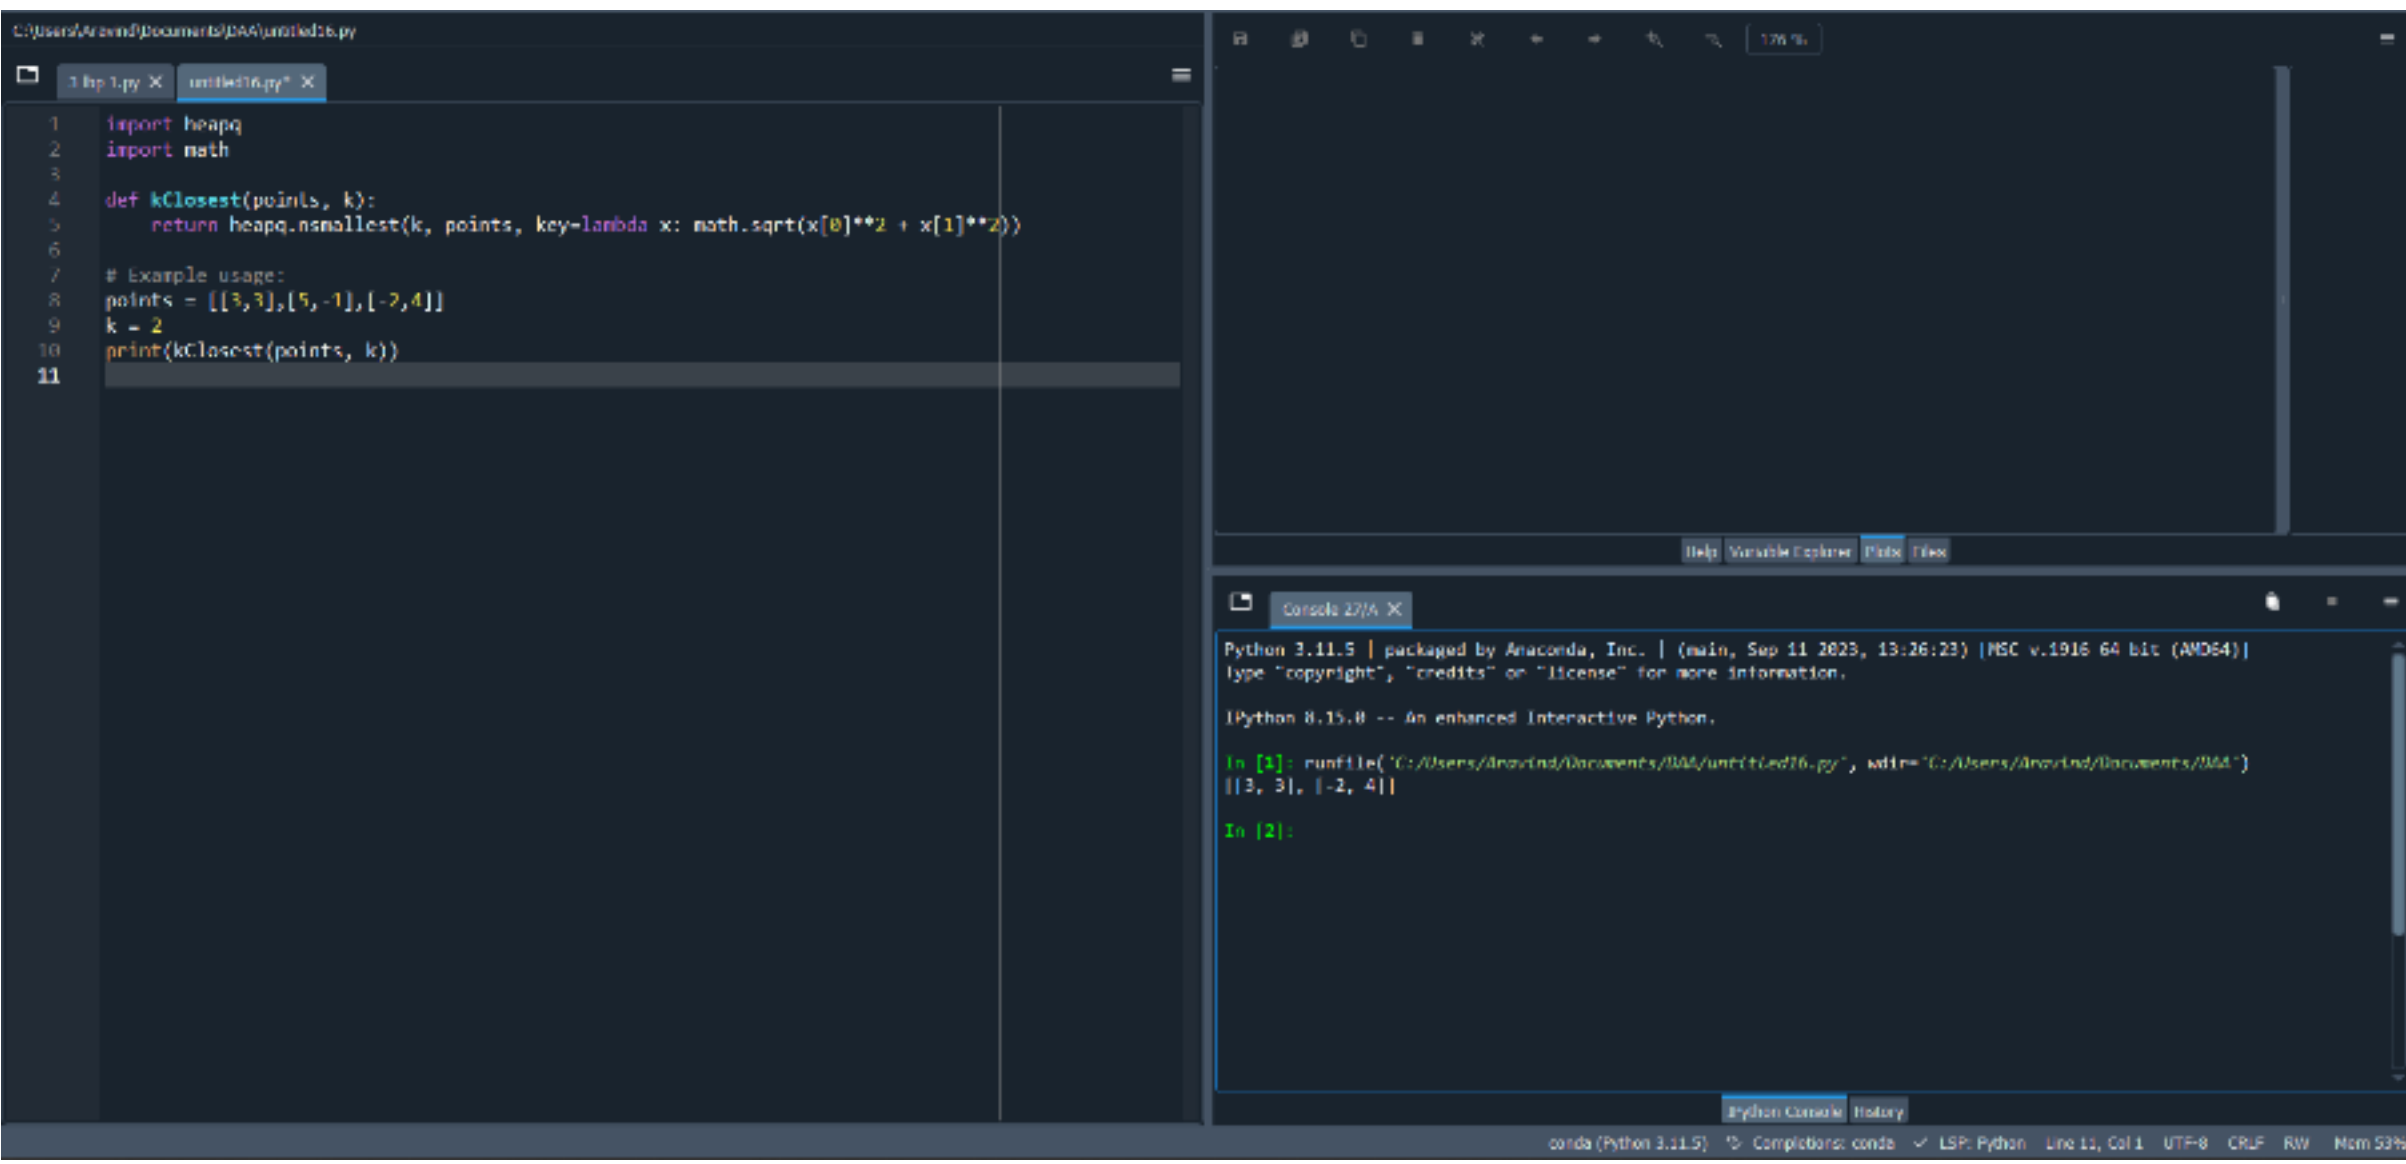 C:\Users\Aravind\Documents\DAA\untitled16.py
untitled16.py*
176 %
1 import heapq
2 import math
3
4 def kClosest(points, k):
5 return heapq.nsmallest(k, points, key=lambda x: math.sqrt(x[0]**2 + x[1]**2))
6
7 # Example usage:
8 points = [[3,3],[5,-1],[-2,4]]
9 k = 2
10 print(kClosest(points, k))
11
Help Variable Explorer Plots Files
Console 27/A
Python 3.11.5 | packaged by Anaconda, Inc. | (main, Sep 11 2023, 13:26:23) [MSC v.1916 64 bit (AMD64)]
Type "copyright", "credits" or "license" for more information.
IPython 8.15.0 -- An enhanced Interactive Python.
In [1]: runfile('C:/Users/Aravind/Documents/DAA/untitled16.py', wdir='C:/Users/Aravind/Documents/DAA')
[[3, 3], [-2, 4]]
In [2]:
IPython Console History
conda (Python 3.11.5) Completions: conda LSP: Python Line 11, Col 1 UTF-8 CRLF RW Mem 53%